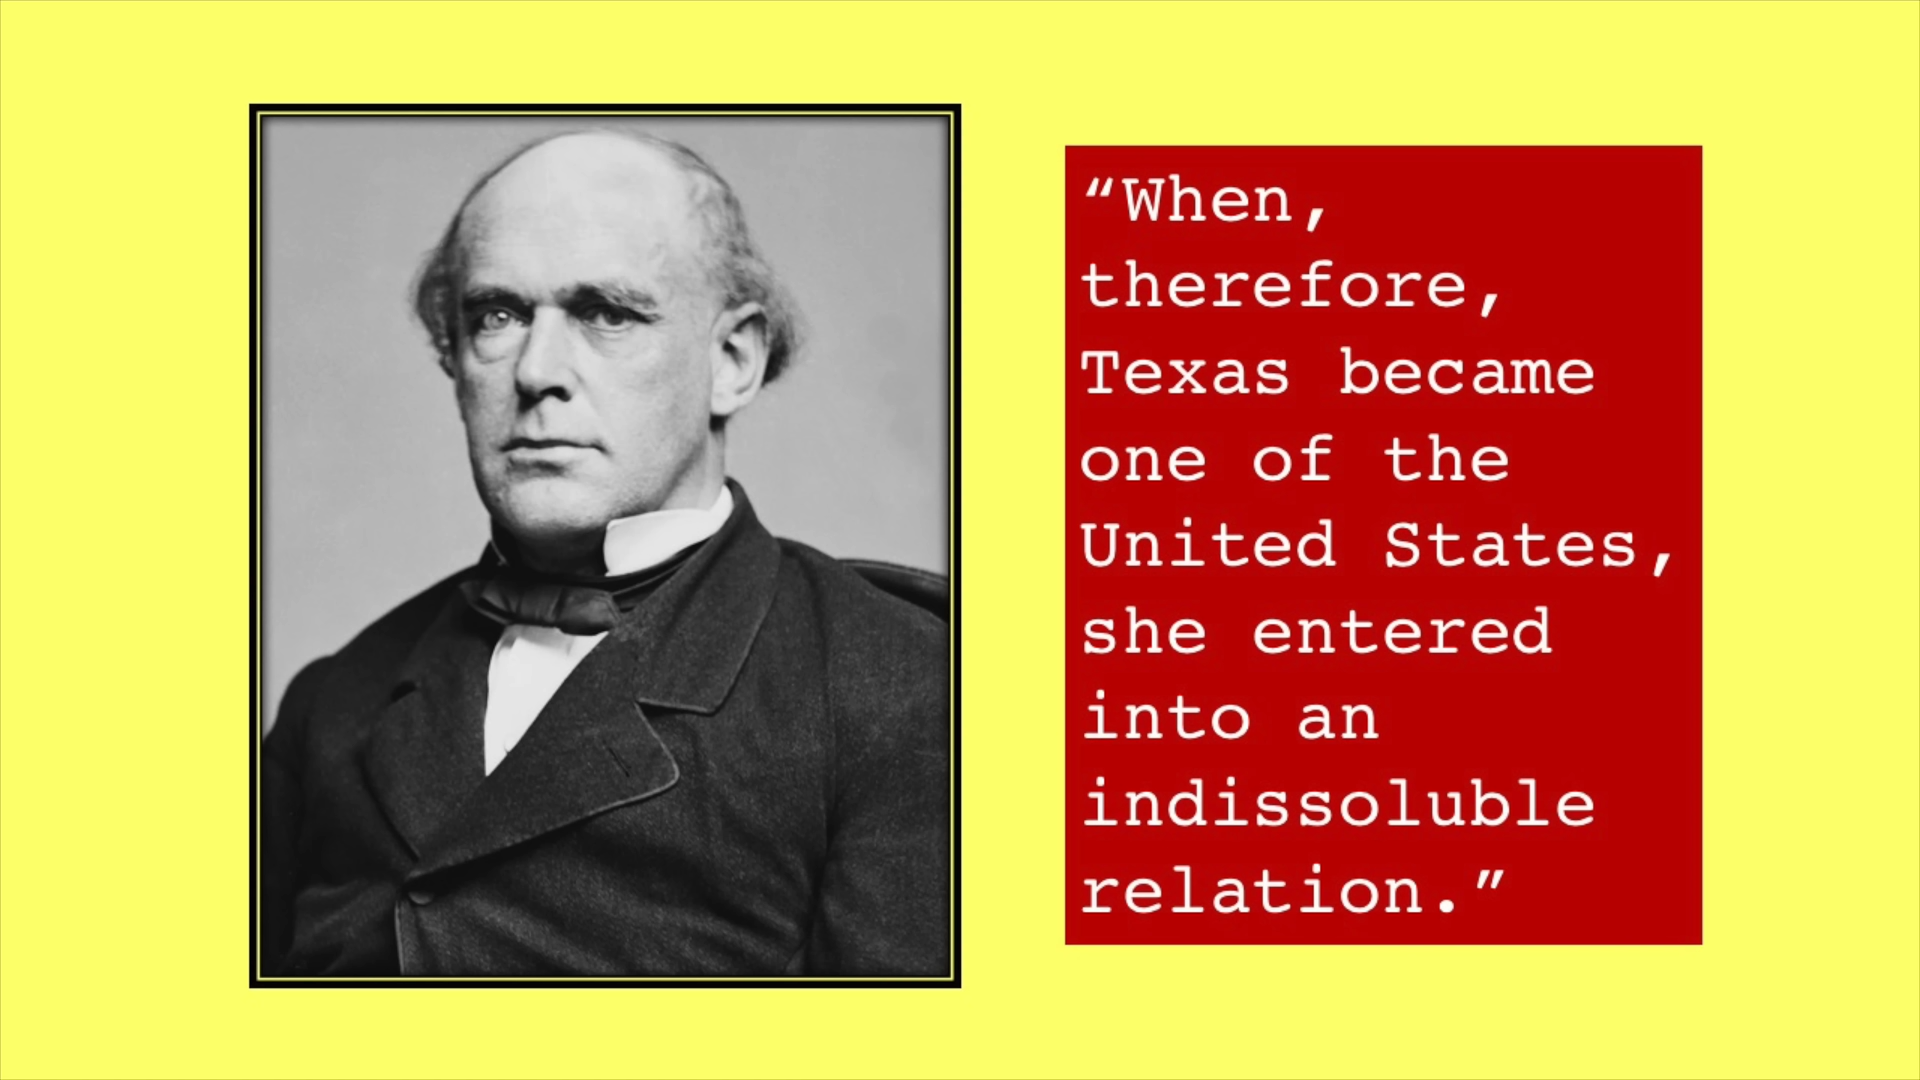 “When,
therefore,
Texas became
one of the
United States,
she entered
into an
indissoluble
relation.”